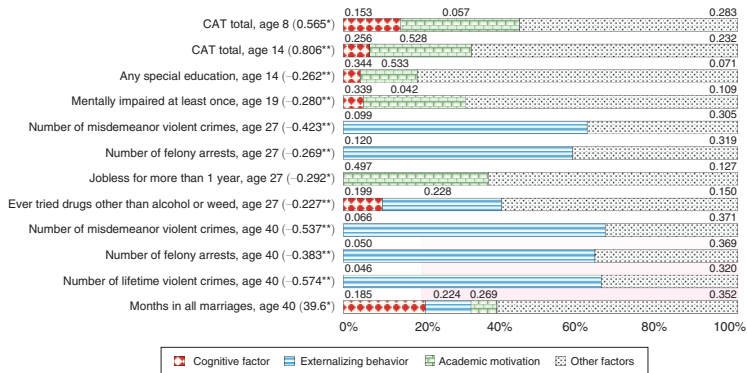 0.153 0.057 0.283
CAT total, age 8 (0.565*)
0.256 0.528 0.232
CAT total, age 14 (0.806**)
0.344 0.533 0.071
Any special education, age 14 (–0.262**)
0.339 0.042 0.109
Mentally impaired at least once, age 19 (–0.280**)
0.099 0.305
Number of misdemeanor violent crimes, age 27 (–0.423**)
0.120 0.319
Number of felony arrests, age 27 (–0.269**)
0.497 0.127
Jobless for more than 1 year, age 27 (–0.292*)
0.199 0.228 0.150
Ever tried drugs other than alcohol or weed, age 27 (–0.227**)
0.066 0.371
Number of misdemeanor violent crimes, age 40 (–0.537**)
0.050 0.369
Number of felony arrests, age 40 (–0.383**)
0.046 0.320
Number of lifetime violent crimes, age 40 (–0.574**)
0.185 0.224 0.269 0.352
Months in all marriages, age 40 (39.6*)
0% 20% 40% 60% 80% 100%
Cognitive factor Externalizing behavior Academic motivation Other factors